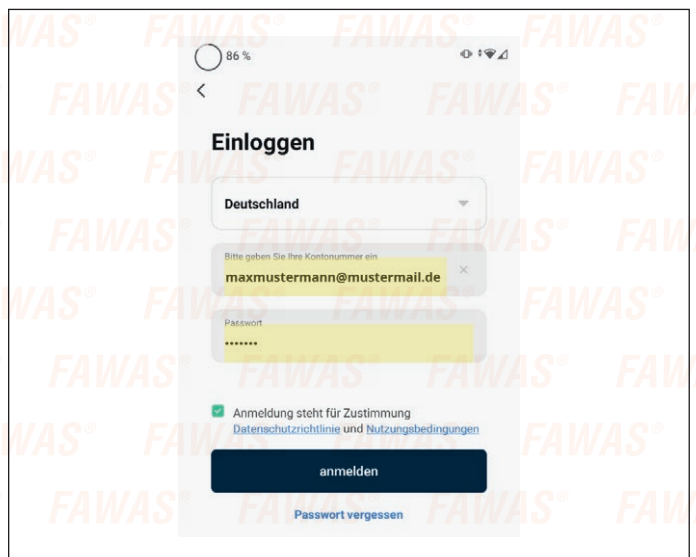 86 %
Einloggen
Deutschland
Bitte geben Sie Ihre Kontonummer ein
maxmustermann@mustermail.de
Passwort
•••••••
Anmeldung steht für Zustimmung
Datenschutzrichtlinie und Nutzungsbedingungen
anmelden
Passwort vergessen
FAWAS®